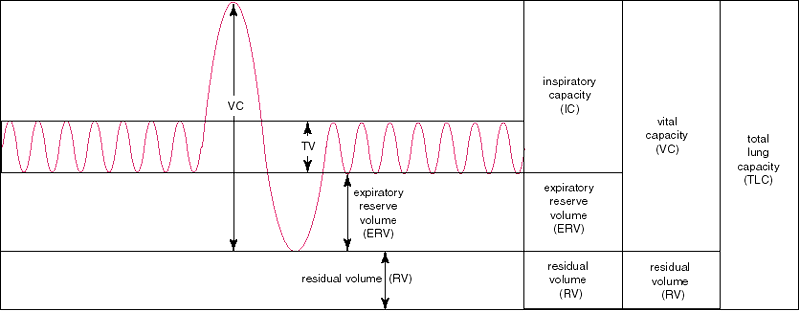 VC
TV
expiratory
reserve
volume
(ERV)
residual volume (RV)
inspiratory
capacity
(IC)
expiratory
reserve
volume
(ERV)
residual
volume
(RV)
vital
capacity
(VC)
residual
volume
(RV)
total
lung
capacity
(TLC)